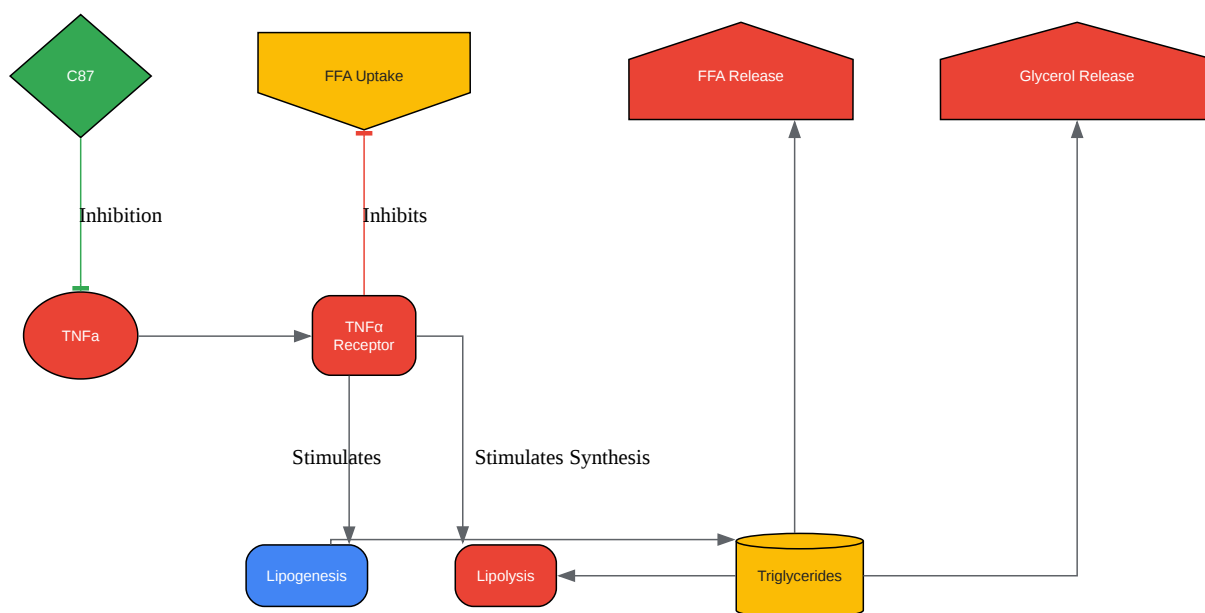 C87
FFA Uptake
FFA Release
Glycerol Release
Inhibition
Inhibits
TNFa
TNFα
Receptor
Stimulates
Stimulates Synthesis
Lipogenesis
Lipolysis
Triglycerides